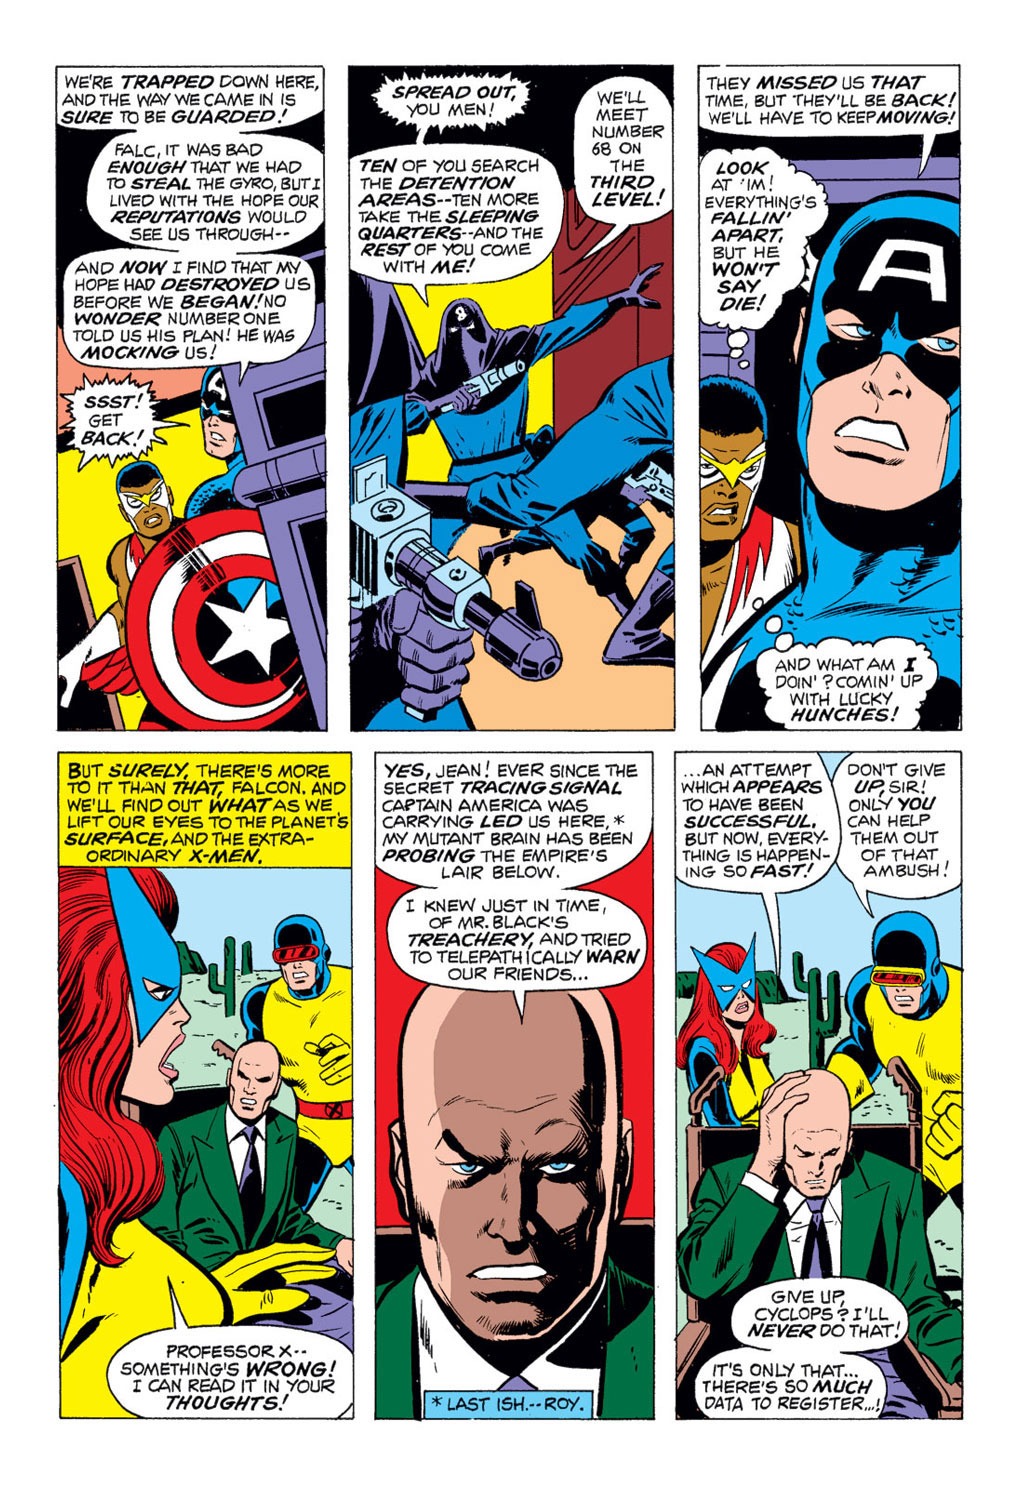 WE'RE TRAPPED DOWN HERE,
AND THE WAY WE CAME IN IS
SURE TO BE GUARDED!
FALC, IT WAS BAD
ENOUGH THAT WE HAD
TO STEAL THE GYRO, BUT I
LIVED WITH THE HOPE OUR
REPUTATIONS WOULD
SEE US THROUGH--
AND NOW I FIND THAT MY
HOPE HAD DESTROYED US
BEFORE WE BEGAN! NO
WONDER NUMBER ONE
TOLD US HIS PLAN! HE WAS
MOCKING US!
SSST!
GET
BACK!
SPREAD OUT,
YOU MEN!
TEN OF YOU SEARCH
THE DETENTION
AREAS--TEN MORE
TAKE THE SLEEPING
QUARTERS--AND THE
REST OF YOU COME
WITH ME!
WE'LL
MEET
NUMBER
68 ON
THE
THIRD
LEVEL!
8
THEY MISSED US THAT
TIME, BUT THEY'LL BE BACK!
WE'LL HAVE TO KEEP MOVING!
LOOK
AT 'IM!
EVERYTHING'S
FALLIN'
APART,
BUT HE
WON'T
SAY
DIE!
A
AND WHAT AM I
DOIN'? COMIN' UP
WITH LUCKY
HUNCHES!
BUT SURELY, THERE'S MORE
TO IT THAN THAT, FALCON. AND
WE'LL FIND OUT WHAT AS WE
LIFT OUR EYES TO THE PLANET'S
SURFACE, AND THE EXTRA-
ORDINARY X-MEN.
PROFESSOR X--
SOMETHING'S WRONG!
I CAN READ IT IN YOUR
THOUGHTS!
YES, JEAN! EVER SINCE THE
SECRET TRACING SIGNAL
CAPTAIN AMERICA WAS
CARRYING LED US HERE,*
MY MUTANT BRAIN HAS BEEN
PROBING THE EMPIRE'S
LAIR BELOW.
I KNEW JUST IN TIME,
OF MR. BLACK'S
TREACHERY, AND TRIED
TO TELEPATHICALLY WARN
OUR FRIENDS...
* LAST ISH.--ROY.
...AN ATTEMPT
WHICH APPEARS
TO HAVE BEEN
SUCCESSFUL.
BUT NOW, EVERY-
THING IS HAPPEN-
ING SO FAST!
DON'T GIVE
UP, SIR!
ONLY YOU
CAN HELP
THEM OUT
OF THAT
AMBUSH!
GIVE UP,
CYCLOPS? I'LL
NEVER DO THAT!
IT'S ONLY THAT...
THERE'S SO MUCH
DATA TO REGISTER...!